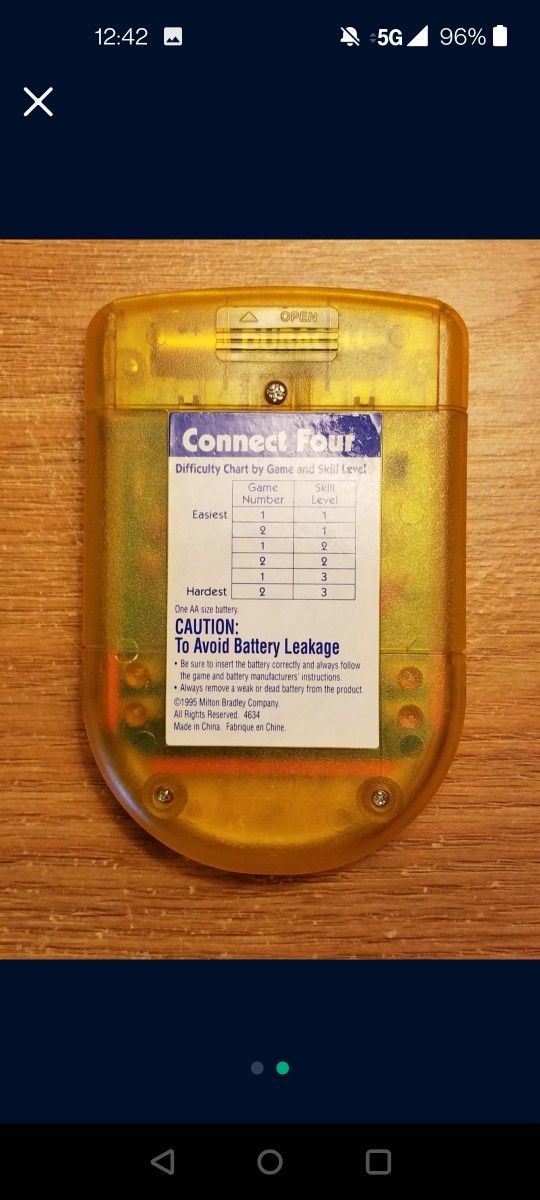 12:42 5G 96%
OPEN
Connect Four
Difficulty Chart by Game and Skill Level
Game Number Skill Level
Easiest 1 1
2 1
1 2
2 2
1 3
Hardest 2 3
One AA size battery.
CAUTION:
To Avoid Battery Leakage
• Be sure to insert the battery correctly and always follow
the game and battery manufacturers' instructions.
• Always remove a weak or dead battery from the product.
©1995 Milton Bradley Company.
All Rights Reserved. 4634
Made in China. Fabriqué en Chine.